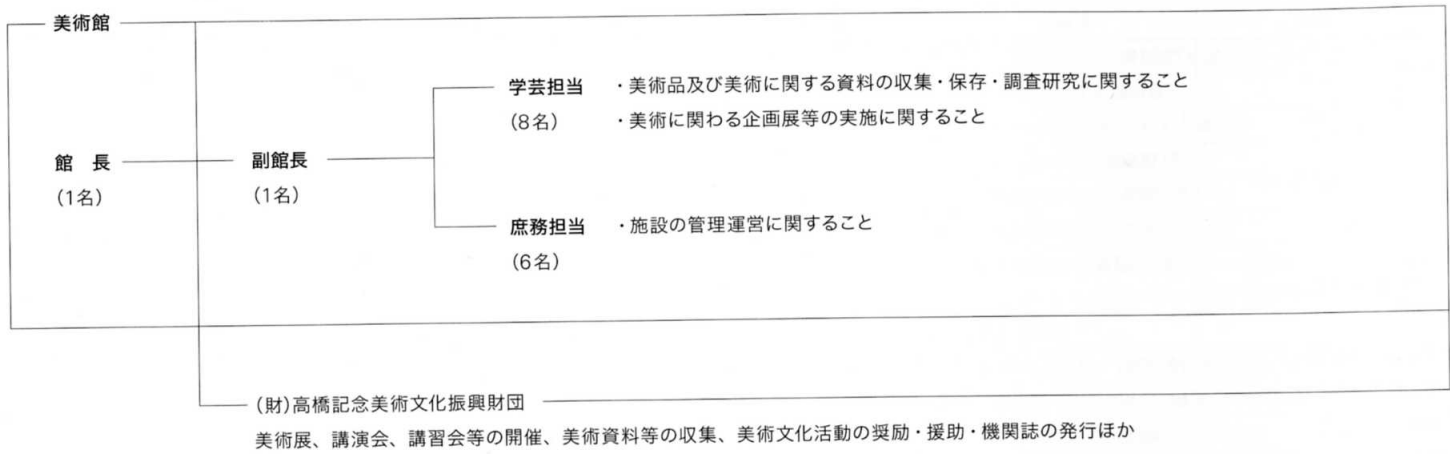 美術館
学芸担当 ・美術品及び美術に関する資料の収集・保存・調査研究に関すること
(8名) ・美術に関わる企画展等の実施に関すること
館　長 副館長
(1名) (1名)
庶務担当 ・施設の管理運営に関すること
(6名)
(財)高橋記念美術文化振興財団
美術展、講演会、講習会等の開催、美術資料等の収集、美術文化活動の奨励・援助・機関誌の発行ほか